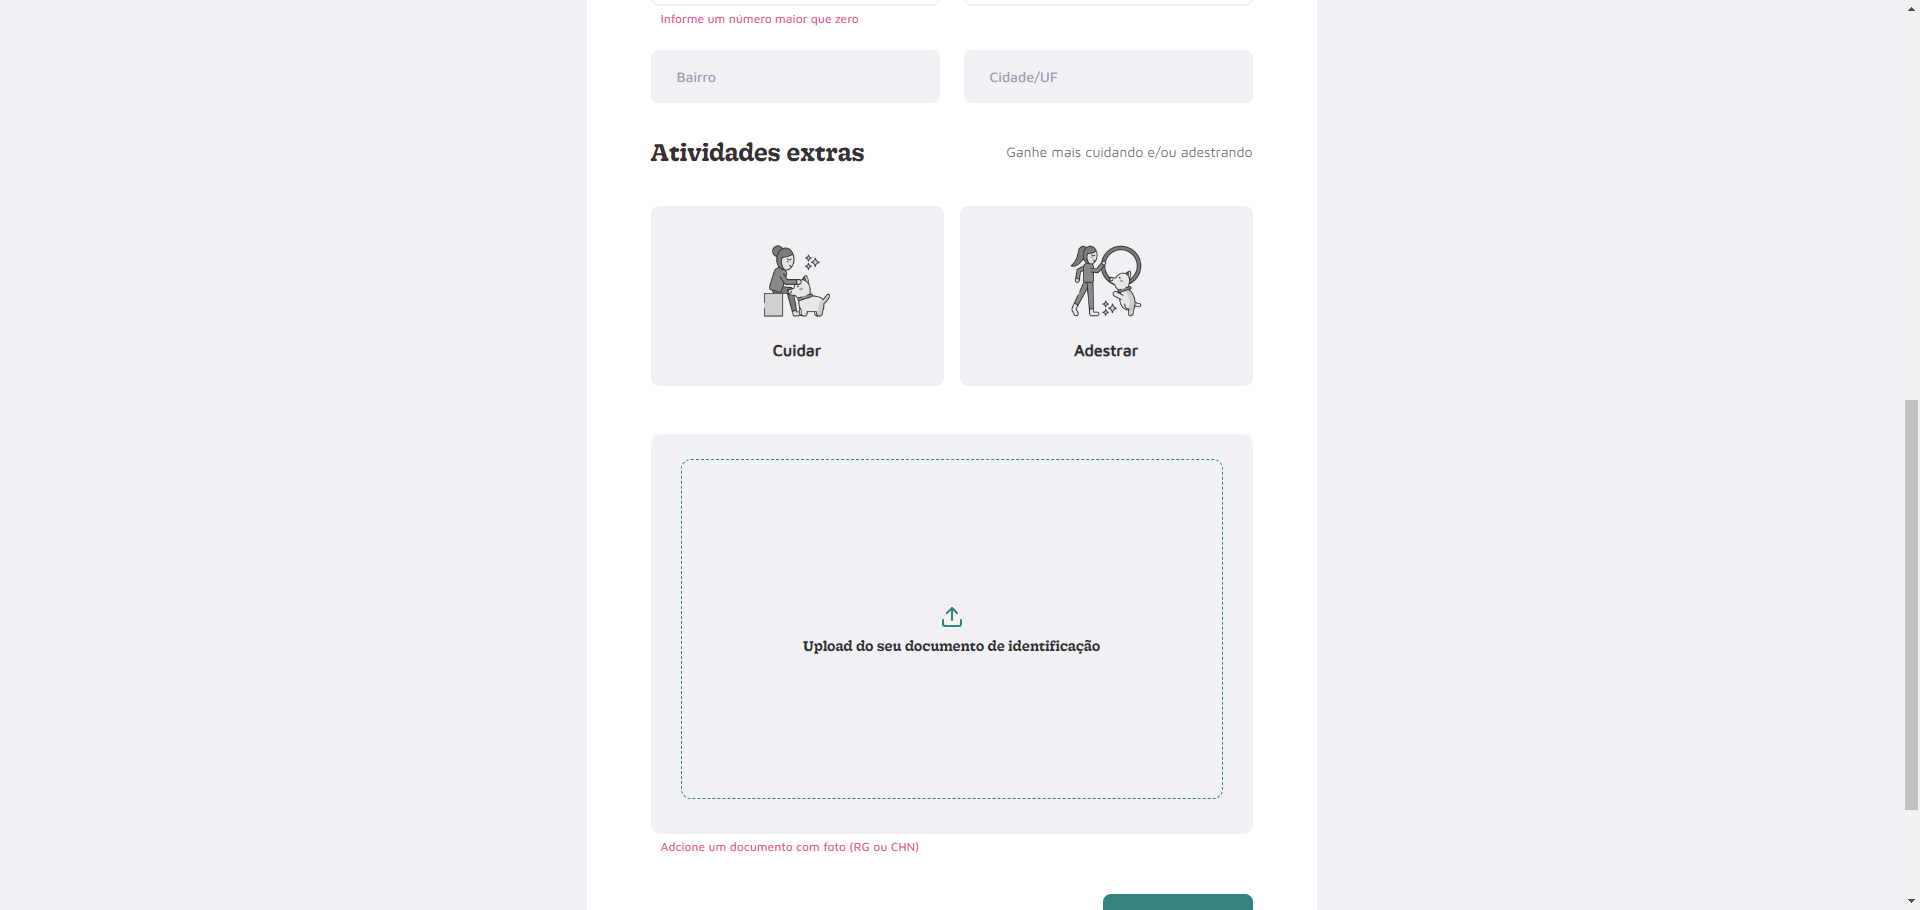 Informe um número maior que zero
Bairro
Cidade/UF
Atividades extras
Ganhe mais cuidando e/ou adestrando
Cuidar
Adestrar
Upload do seu documento de identificação
Adcione um documento com foto (RG ou CHN)